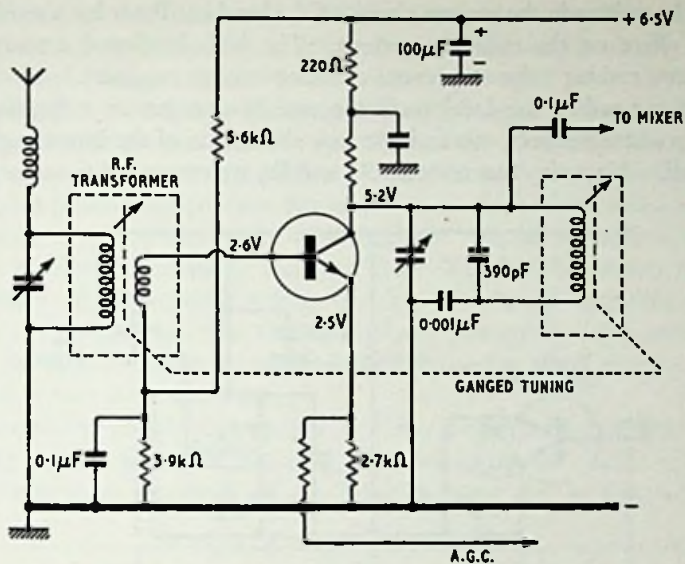 + 6·5V
+
100μF
−
220Ω
0·1μF
TO MIXER
5·6kΩ
R.F.
TRANSFORMER
5·2V
2·6V
390pF
2·5V
0·001μF
GANGED TUNING
0·1μF
3·9kΩ
2·7kΩ
−
A.G.C.